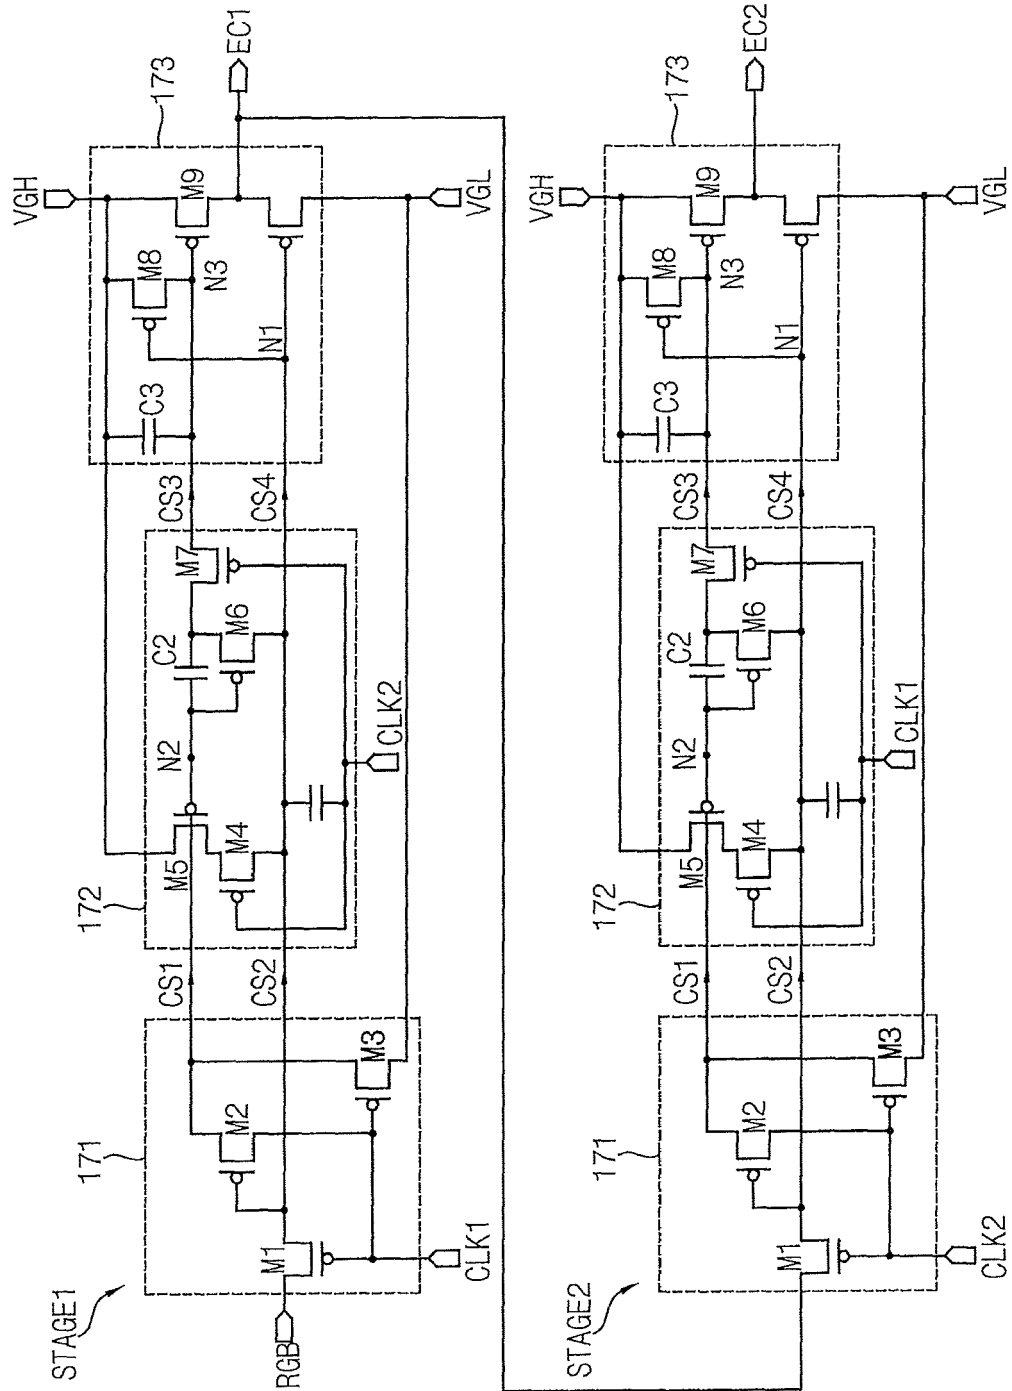 STAGE1
171
172
VGH
173
C3
M8
M9
CS1
M5
N2
C2
M7
CS3
N3
EC1
M2
M4
M6
RGB
M1
CS2
CS4
N1
M3
CLK1
CLK2
VGL
STAGE2
171
172
VGH
173
C3
M8
M9
CS1
M5
N2
C2
M7
CS3
N3
EC2
M2
M4
M6
M1
CS2
CS4
N1
M3
CLK2
CLK1
VGL